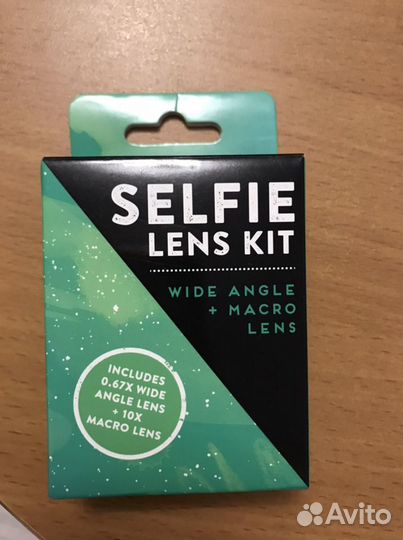 SELFIE
LENS KIT
WIDE ANGLE
+ MACRO
LENS
INCLUDES
0.67X WIDE
ANGLE LENS
+ 10X
MACRO LENS
Avito